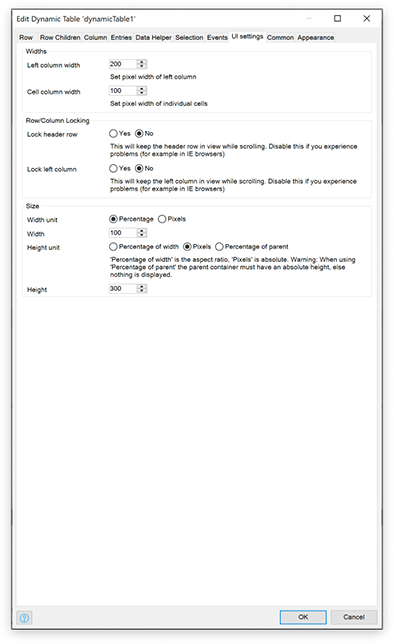 Edit Dynamic Table 'dynamicTable1'
Row Row Children Column Entries Data Helper Selection Events UI settings Common Appearance
Widths
Left column width 200
Set pixel width of left column
Cell column width 100
Set pixel width of individual cells
Row/Column Locking
Lock header row Yes No
This will keep the header row in view while scrolling. Disable this if you experience
problems (for example in IE browsers)
Lock left column Yes No
This will keep the left column in view while scrolling. Disable this if you experience
problems (for example in IE browsers)
Size
Width unit Percentage Pixels
Width 100
Height unit Percentage of width Pixels Percentage of parent
'Percentage of width' is the aspect ratio, 'Pixels' is absolute. Warning: When using
'Percentage of parent' the parent container must have an absolute height, else
nothing is displayed.
Height 300
? OK Cancel